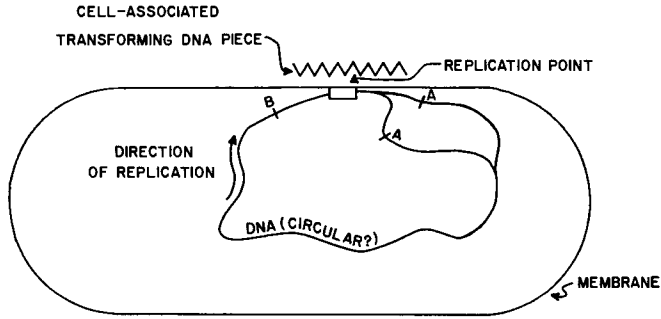 CELL-ASSOCIATED
TRANSFORMING DNA PIECE
REPLICATION POINT
B
A
A
DIRECTION
OF REPLICATION
DNA (CIRCULAR?)
MEMBRANE